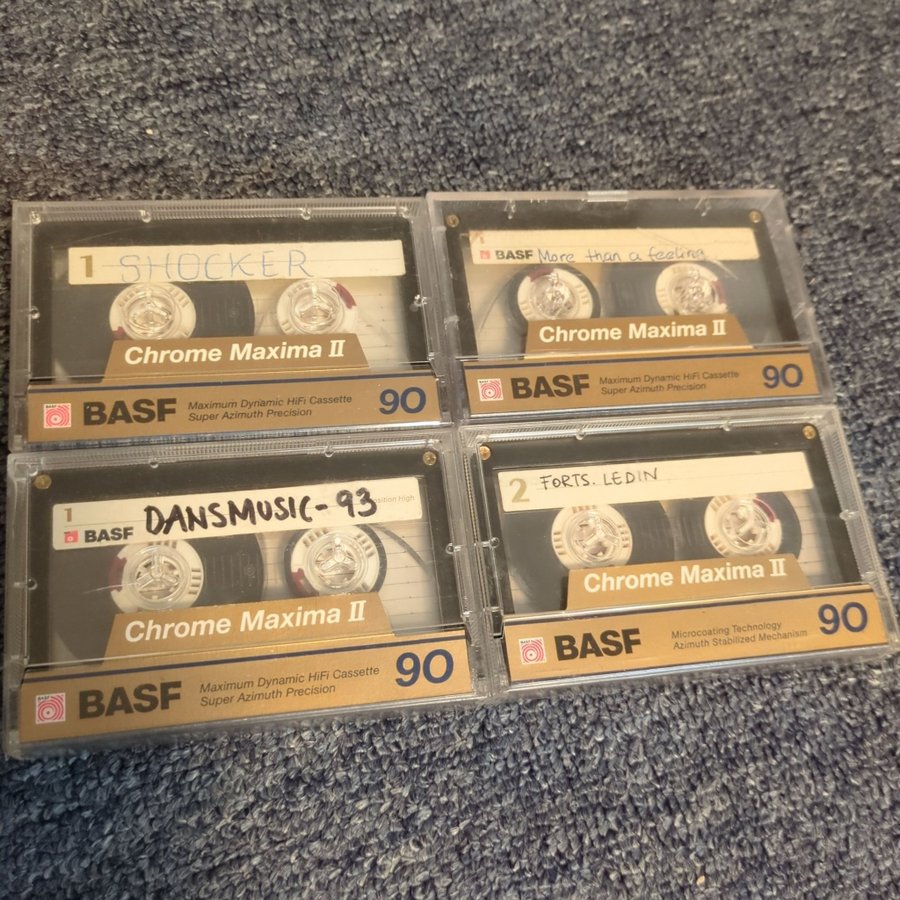 1 SHOCKER
Chrome Maxima II
BASF
Maximum Dynamic HiFi Cassette
Super Azimuth Precision
90
1
BASF More than a feeling
Chrome Maxima II
BASF
Maximum Dynamic HiFi Cassette
Super Azimuth Precision
90
1
BASF DANSMUSIC-93
Position High
Chrome Maxima II
BASF
Maximum Dynamic HiFi Cassette
Super Azimuth Precision
90
2 FORTS. LEDIN
Chrome Maxima II
BASF
Microcoating Technology
Azimuth Stabilized Mechanism
90